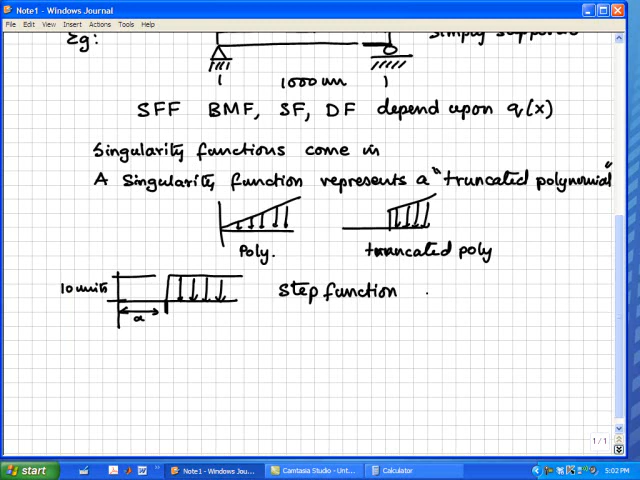 Note1 - Windows Journal
File Edit View Insert Actions Tools Help
Eg: Simply suppor
1000 mm
SFF BMF, SF, DF depend upon q(x)
Singularity functions come in
A singularity function represents a "truncated polynomial"
Poly. truncated poly
10 units
a
Step function
1 / 1
start Note1 - Windows Jou... Camtasia Studio - Unt... Calculator 5:02 PM